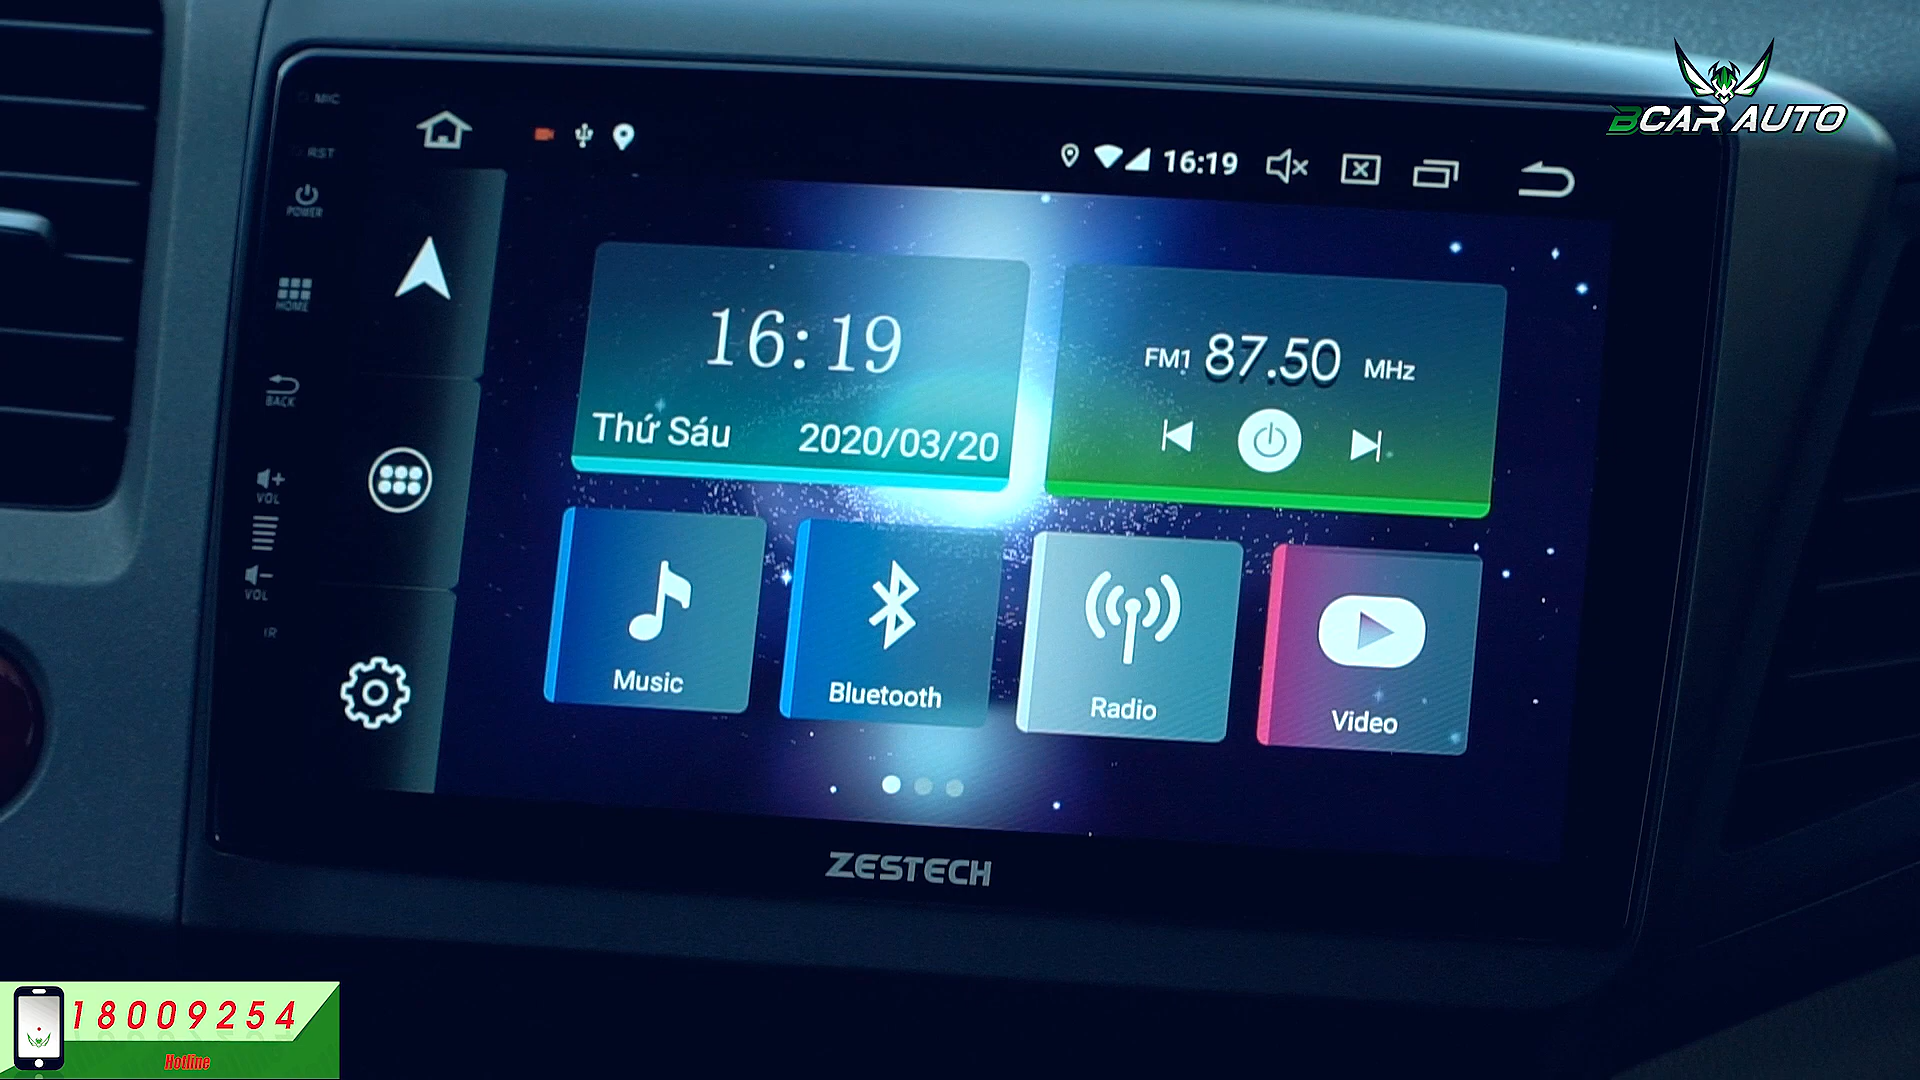 BCAR AUTO
MIC
RST
POWER
HOME
BACK
VOL
VOL
IR
16:19
16:19
Thứ Sáu 2020/03/20
FM1 87.50 MHz
Music
Bluetooth
Radio
Video
ZESTECH
18009254
Hotline